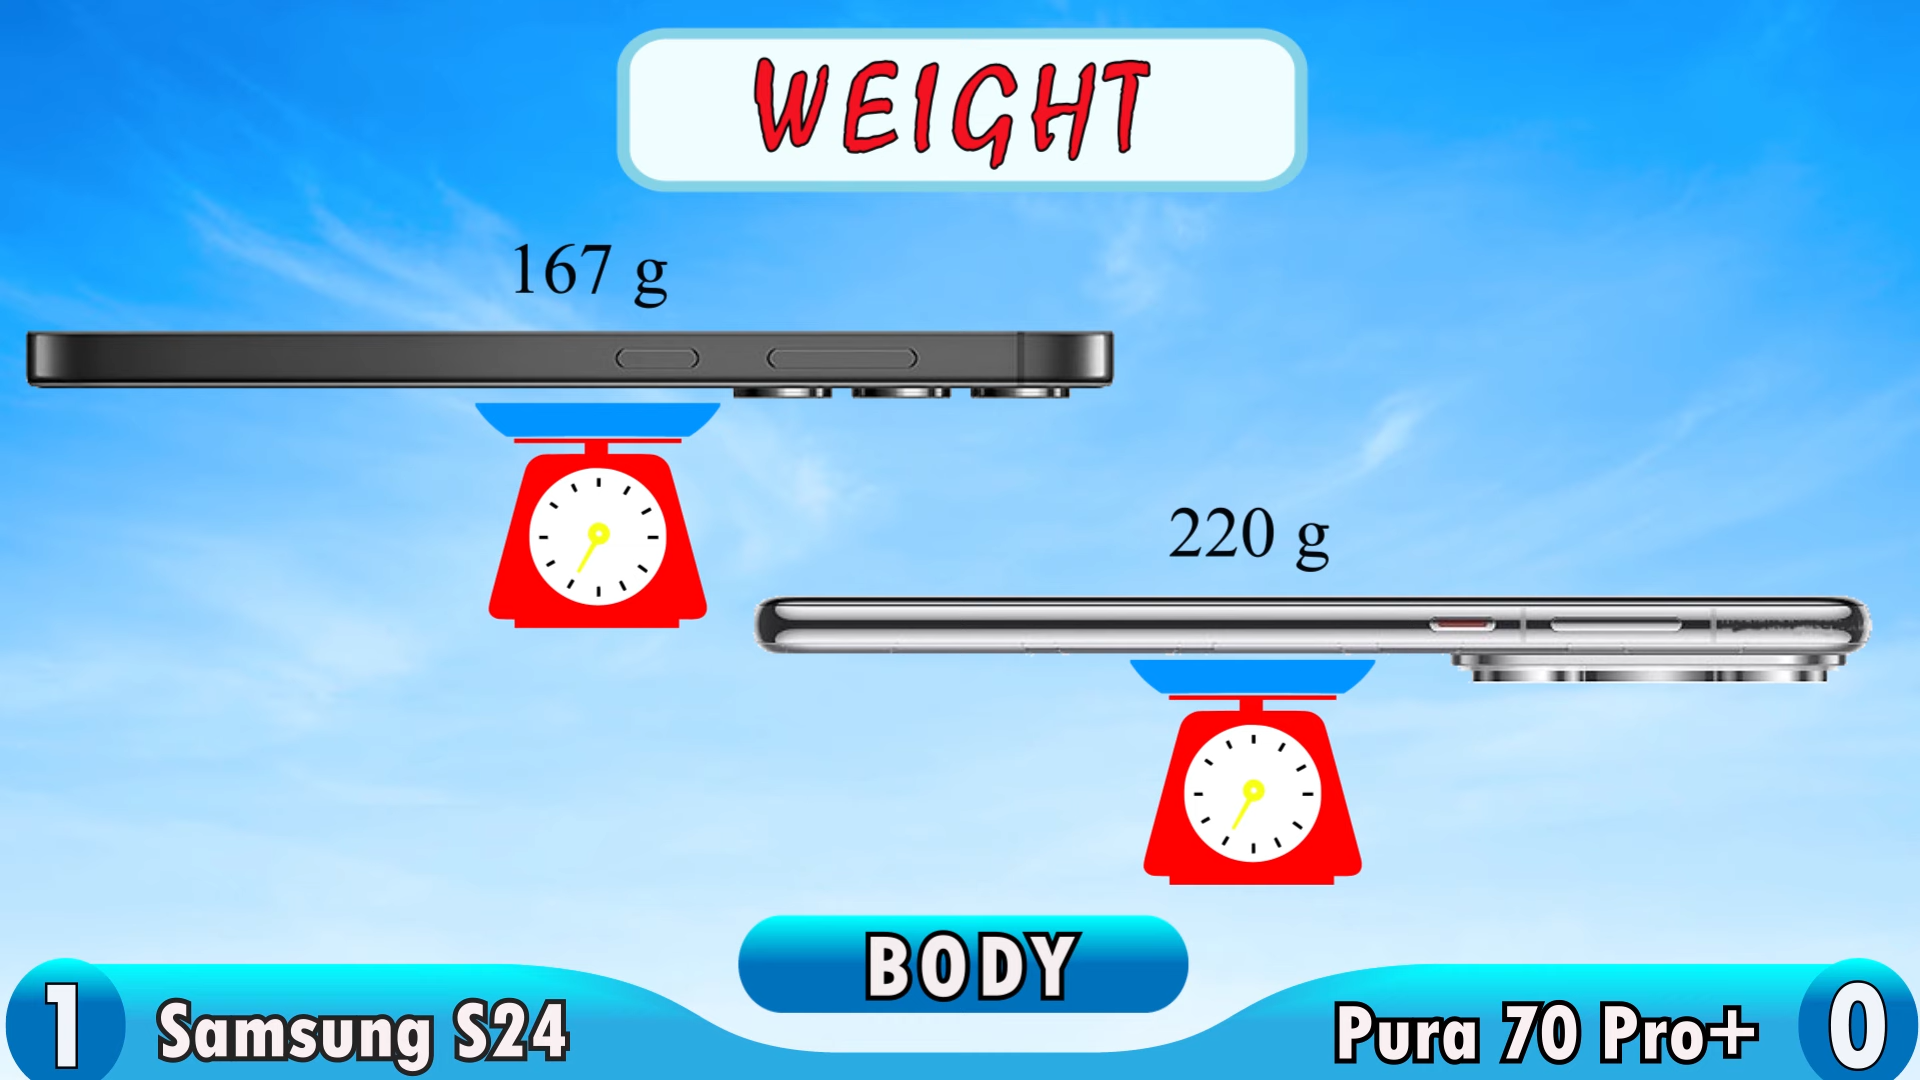 WEIGHT
167 g
220 g
BODY
1 Samsung S24
Pura 70 Pro+ 0